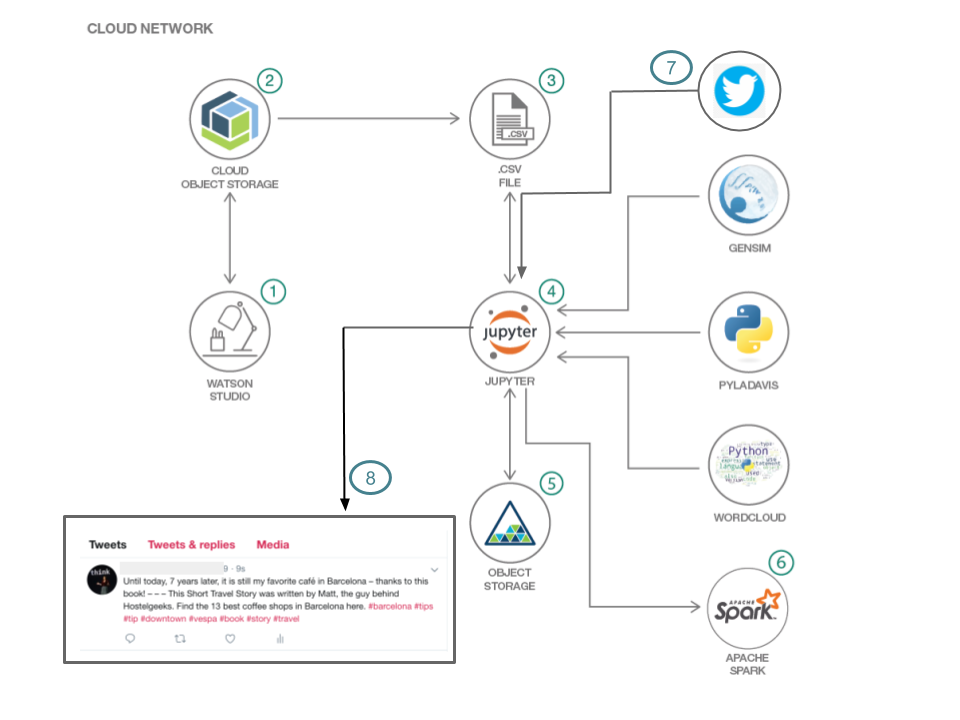 CLOUD NETWORK
2
3
7
.CSV
CLOUD
OBJECT STORAGE
.CSV
FILE
GENSIM
1
4
jupyter
WATSON
STUDIO
JUPYTER
PYLADAVIS
Python
WORDCLOUD
8
5
OBJECT
STORAGE
6
APACHE
Spark
APACHE
SPARK
Tweets Tweets & replies Media
think
9 · 9s
Until today, 7 years later, it is still my favorite café in Barcelona – thanks to this
book! – – – This Short Travel Story was written by Matt, the guy behind
Hostelgeeks. Find the 13 best coffee shops in Barcelona here. #barcelona #tips
#tip #downtown #vespa #book #story #travel